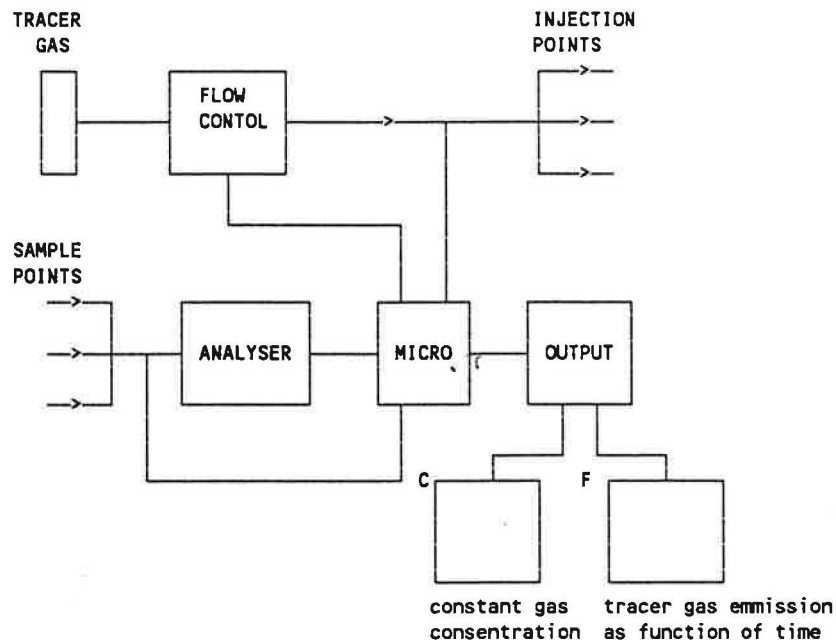 TRACER
GAS
INJECTION
POINTS
FLOW
CONTOL
SAMPLE
POINTS
ANALYSER
MICRO
OUTPUT
C
F
constant gas
consentration
tracer gas emmission
as function of time